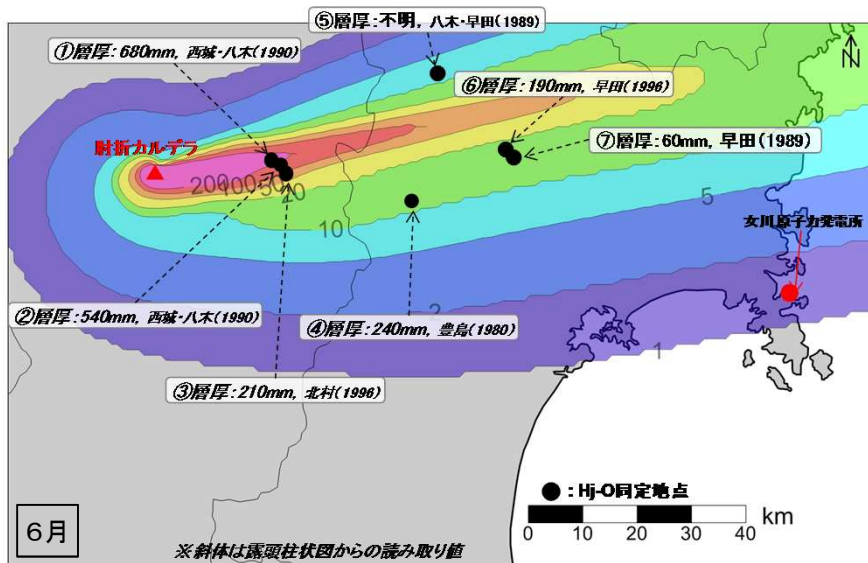 ⑤層厚:不明, 八木・早田(1989)
①層厚:680mm, 西城・八木(1990)
⑥層厚:190mm, 早田(1996)
N
肘折カルデラ
⑦層厚:60mm, 早田(1989)
200
100
50
20
10
5
女川原子力発電所
2
1
②層厚:540mm, 西城・八木(1990)
④層厚:240mm, 豊島(1980)
③層厚:210mm, 北村(1996)
●:Hj-O同定地点
0 10 20 30 40
km
6月
※斜体は露頭柱状図からの読み取り値